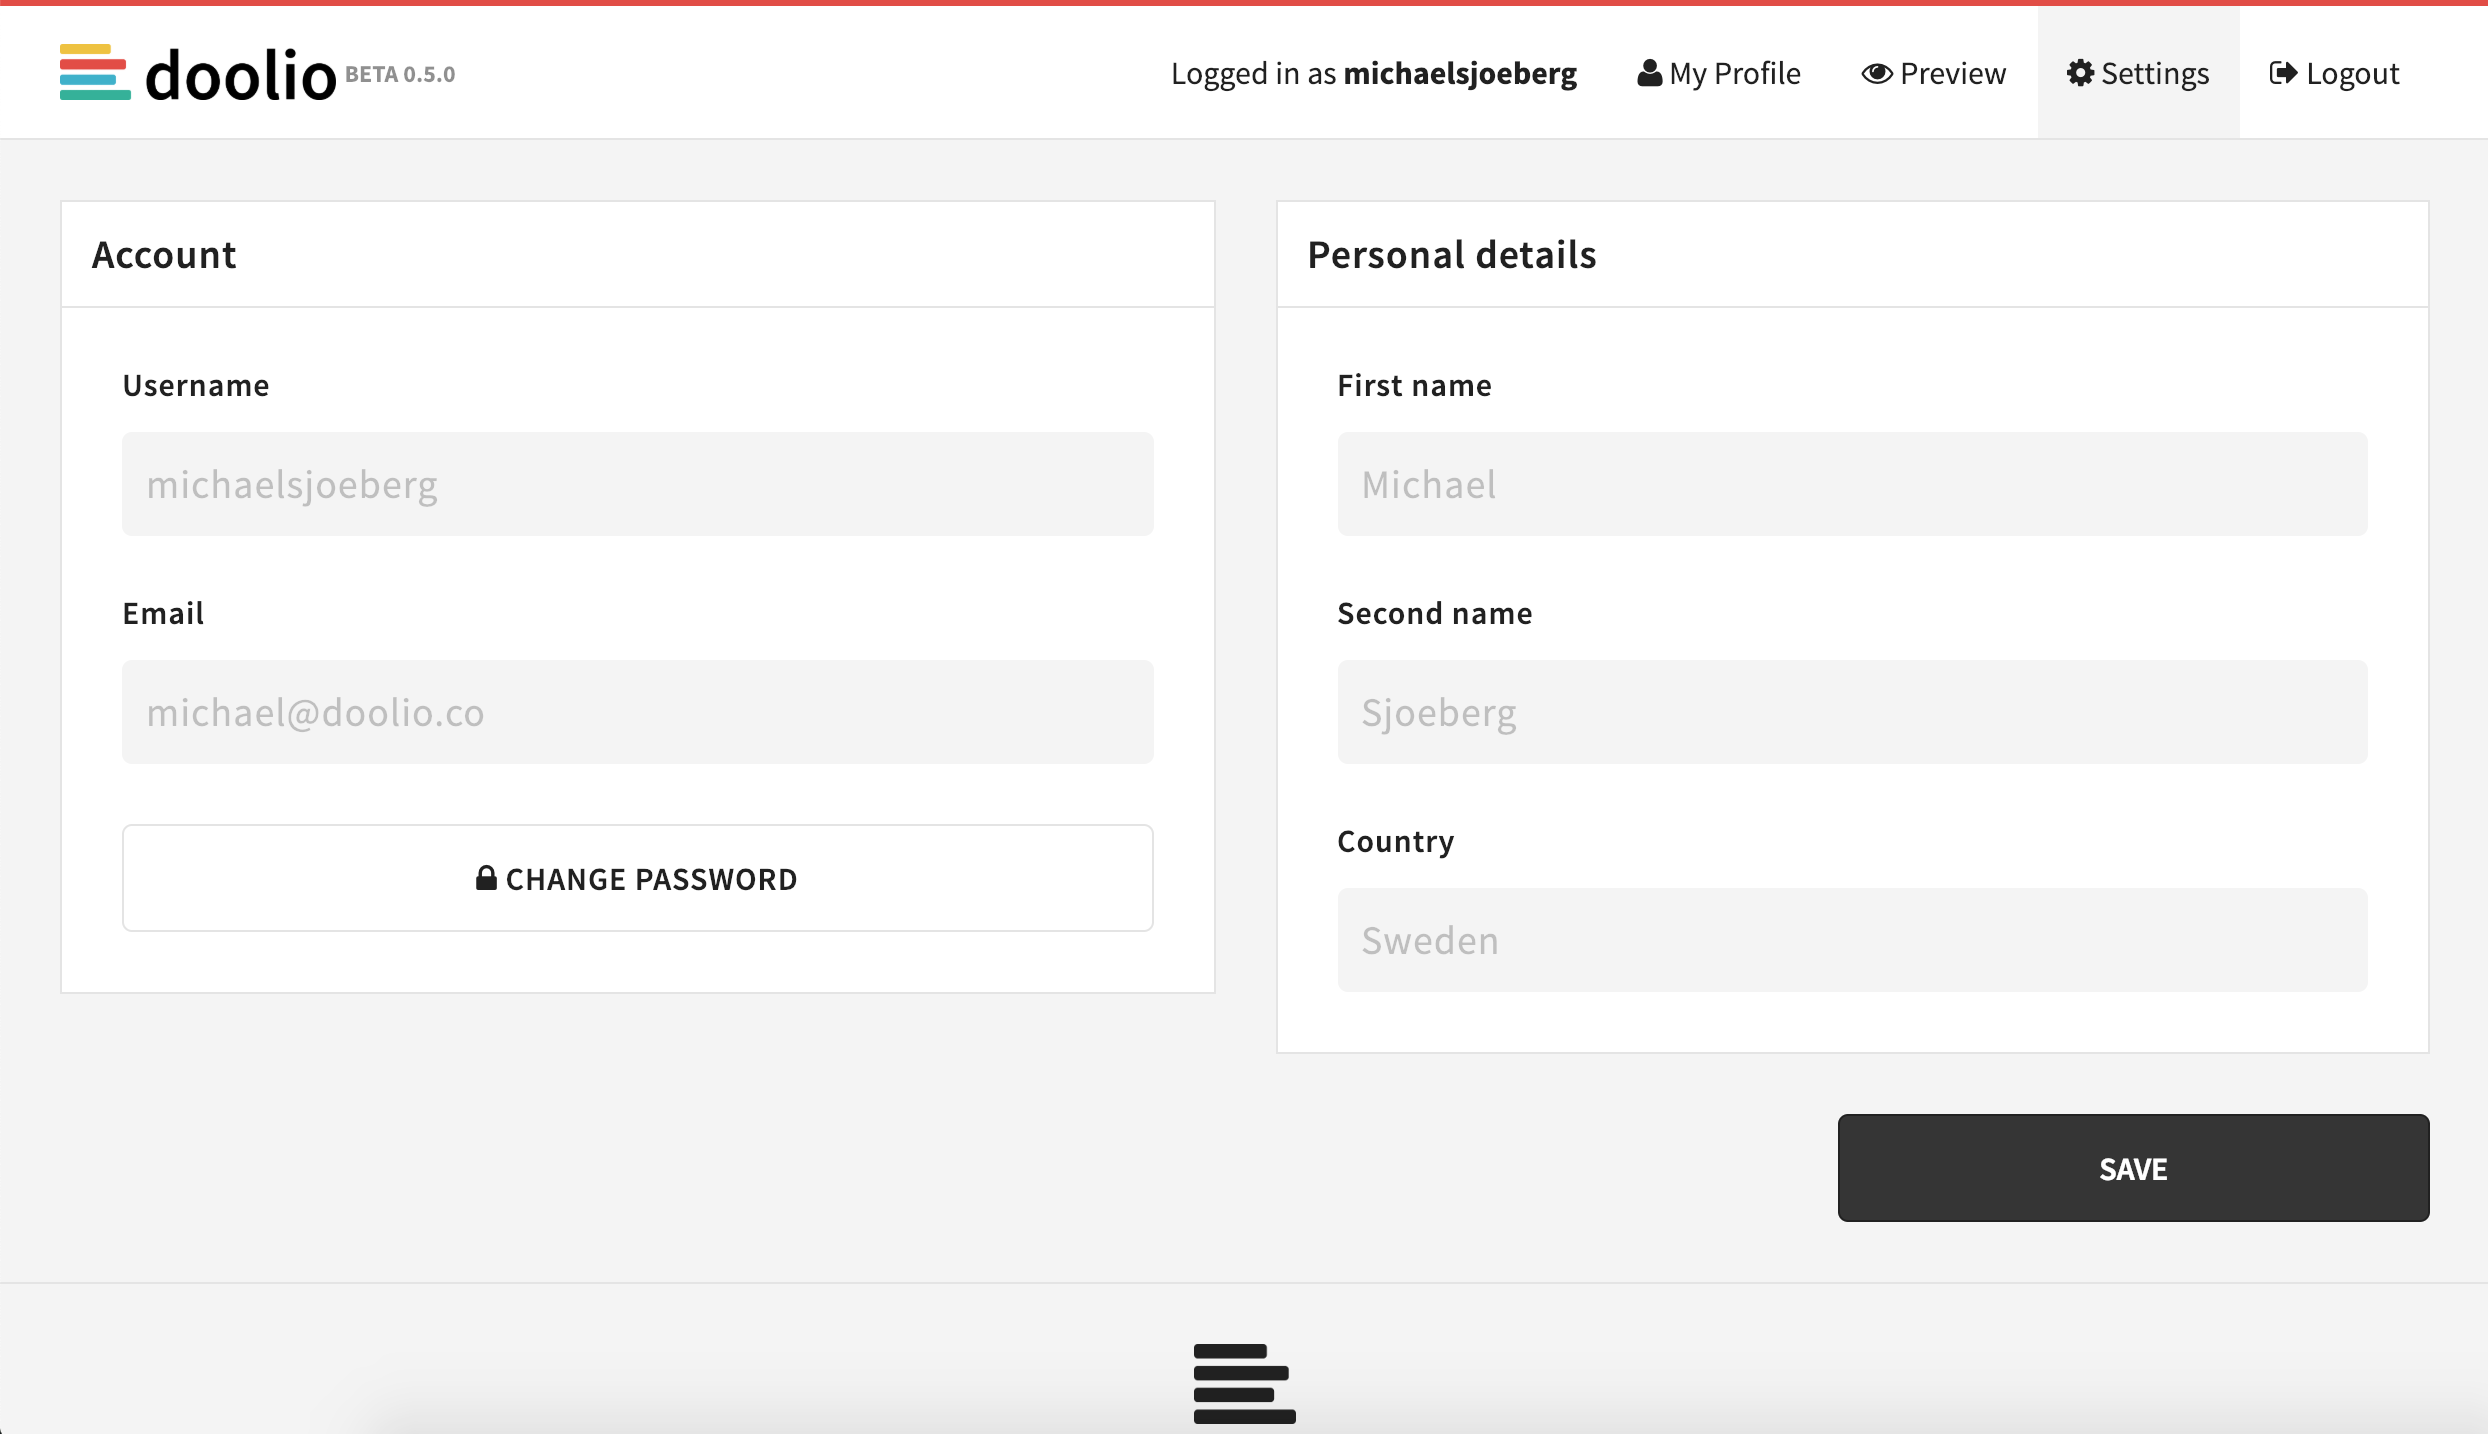 doolio BETA 0.5.0
Logged in as michaelsjoeberg My Profile Preview Settings Logout
Account
Username
michaelsjoeberg
Email
michael@doolio.co
CHANGE PASSWORD
Personal details
First name
Michael
Second name
Sjoeberg
Country
Sweden
SAVE